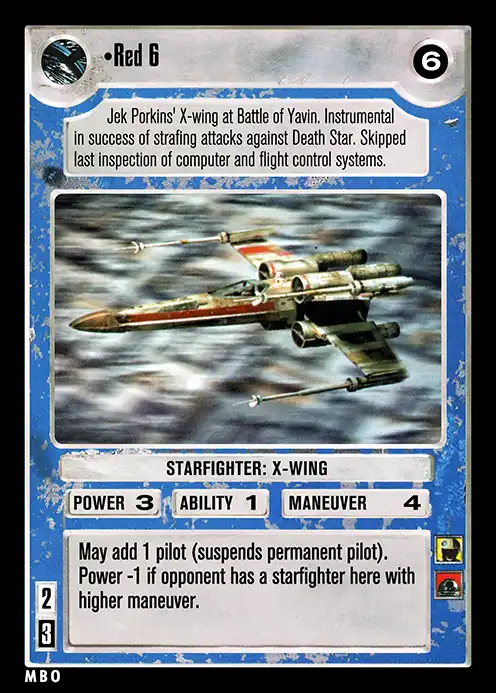 •Red 6
6
Jek Porkins' X-wing at Battle of Yavin. Instrumental
in success of strafing attacks against Death Star. Skipped
last inspection of computer and flight control systems.
STARFIGHTER: X-WING
POWER 3 ABILITY 1 MANEUVER 4
May add 1 pilot (suspends permanent pilot).
Power -1 if opponent has a starfighter here with
higher maneuver.
2
3
MBO